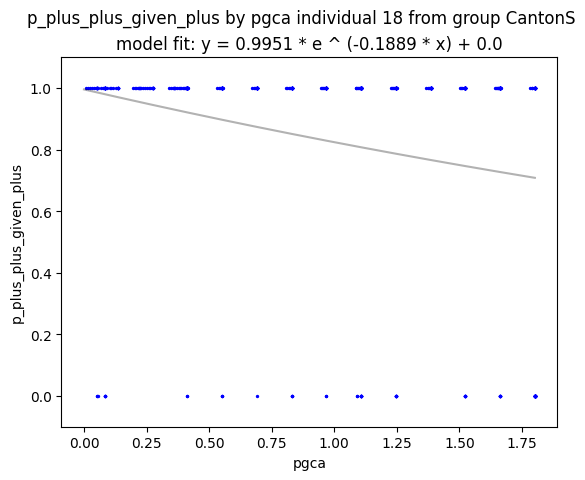 p_plus_plus_given_plus by pgca individual 18 from group CantonS
model fit: y = 0.9951 * e ^ (-0.1889 * x) + 0.0
p_plus_plus_given_plus
1.0
0.8
0.6
0.4
0.2
0.0
0.00 0.25 0.50 0.75 1.00 1.25 1.50 1.75
pgca